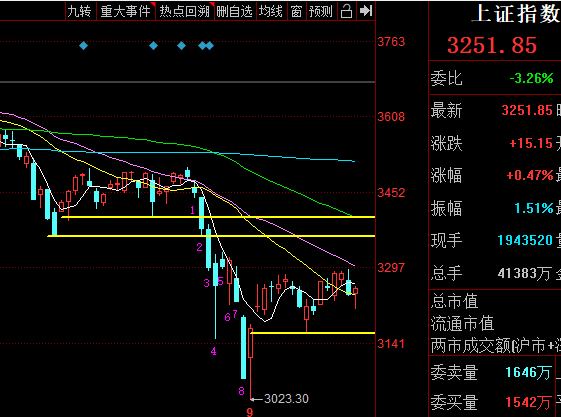 九转 重大事件 热点回溯 删自选 均线 窗 预测
上证指数
3251.85
3763
3608
3452
3297
3141
委比 -3.26%
最新 3251.85
涨跌 +15.15
涨幅 +0.47%
振幅 1.51%
现手 1943520
总手 41383万
总市值
流通市值
两市成交额[沪市+
委卖量 1646万
委买量 1542万
1
2
3
4
5
6
7
8
9
3023.30